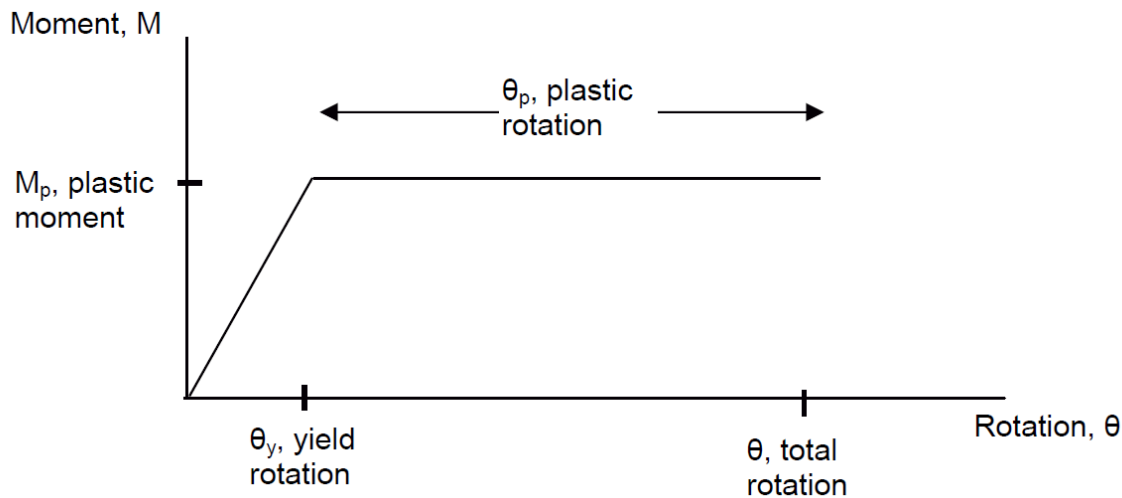 Moment, M
θp, plastic
rotation
Mp, plastic
moment
θy, yield
rotation
θ, total
rotation
Rotation, θ